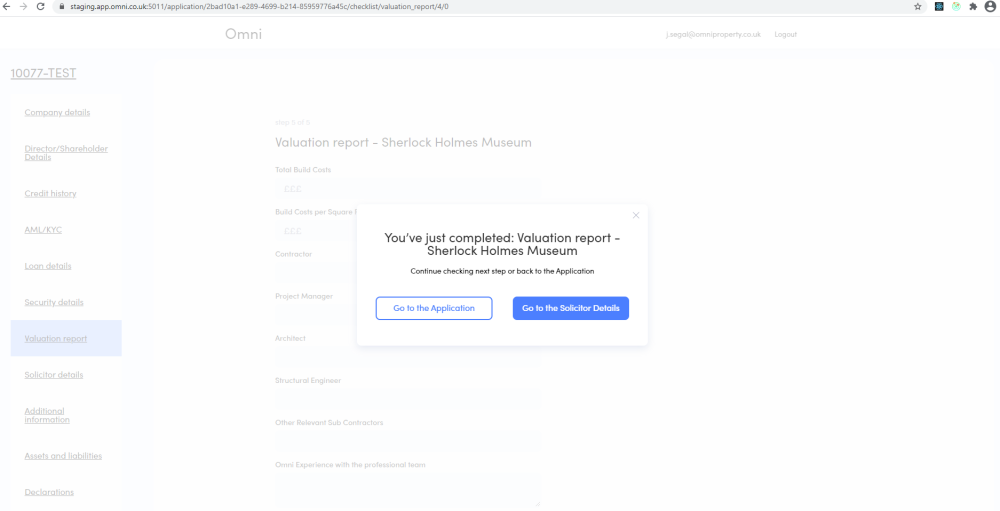 staging.app.omni.co.uk:5011/application/2bad10a1-e289-4699-b214-85959776a45c/checklist/valuation_report/4/0
Omni
j.segal@omniproperty.co.uk
Logout
10077-TEST
Company details
Director/Shareholder
Details
Credit history
AML/KYC
Loan details
Security details
Valuation report
Solicitor details
Additional
information
Assets and liabilities
Declarations
Valuation report - Sherlock Holmes Museum
Total Build Costs
£££
Build Costs per Square
£££
Contractor
Project Manager
Architect
Structural Engineer
Other Relevant Sub Contractors
Omni Experience with the professional team
You've just completed: Valuation report -
Sherlock Holmes Museum
Continue checking next step or back to the Application
Go to the Application
Go to the Solicitor Details